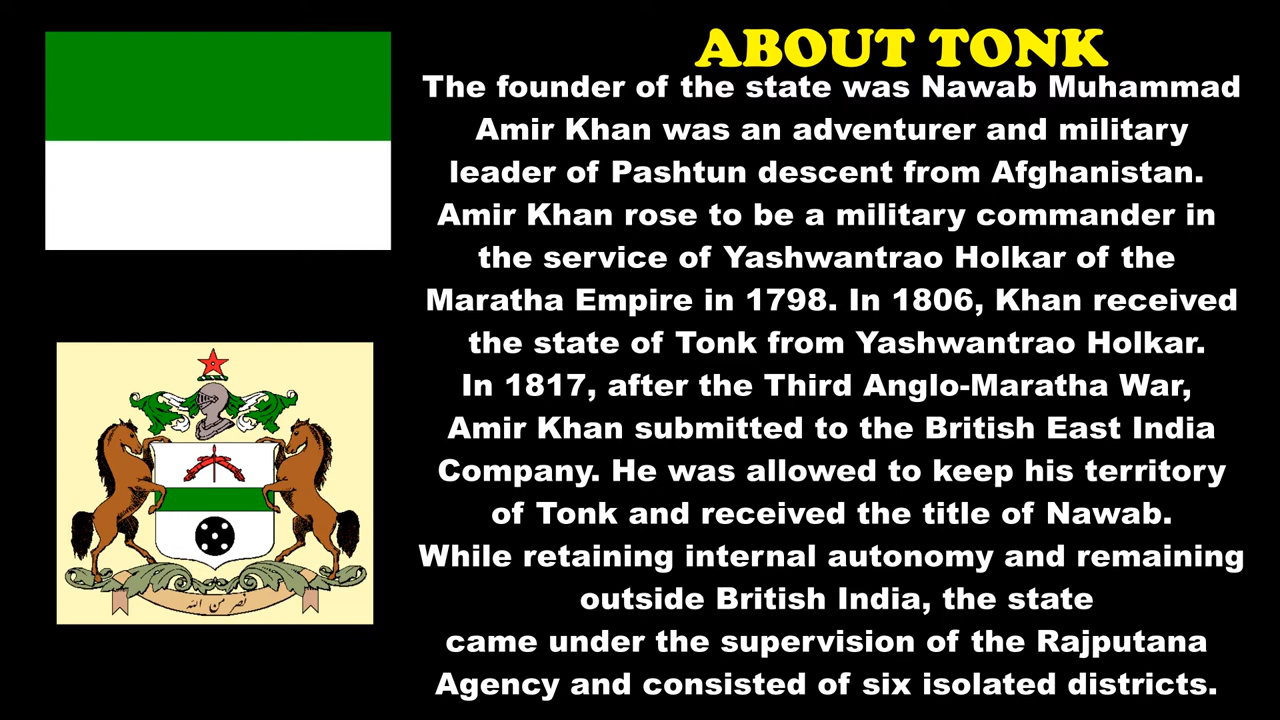 ABOUT TONK
The founder of the state was Nawab Muhammad
Amir Khan was an adventurer and military
leader of Pashtun descent from Afghanistan.
Amir Khan rose to be a military commander in
the service of Yashwantrao Holkar of the
Maratha Empire in 1798. In 1806, Khan received
the state of Tonk from Yashwantrao Holkar.
In 1817, after the Third Anglo-Maratha War,
Amir Khan submitted to the British East India
Company. He was allowed to keep his territory
of Tonk and received the title of Nawab.
While retaining internal autonomy and remaining
outside British India, the state
came under the supervision of the Rajputana
Agency and consisted of six isolated districts.
نصر من الله